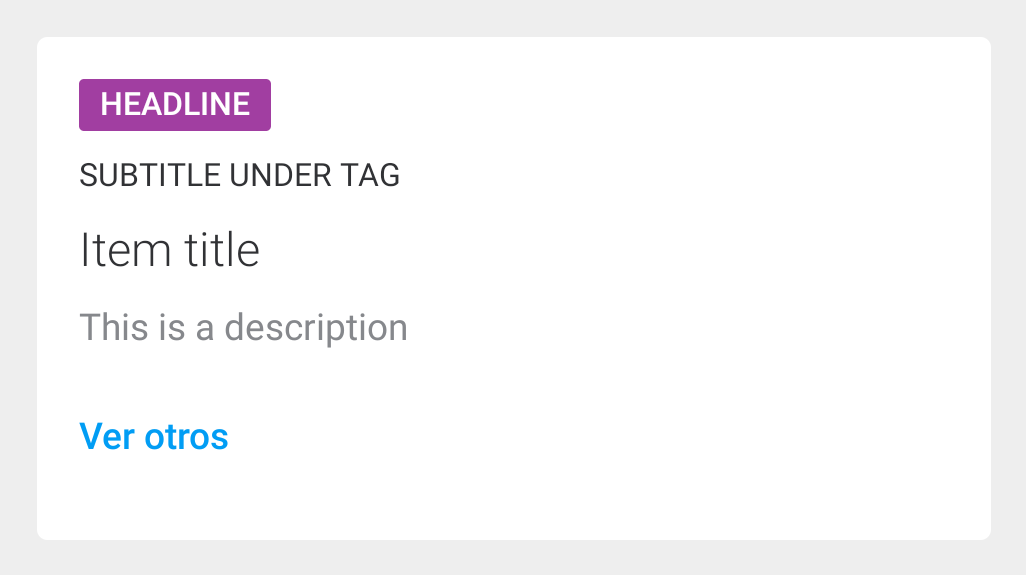 HEADLINE
SUBTITLE UNDER TAG
Item title
This is a description
Ver otros